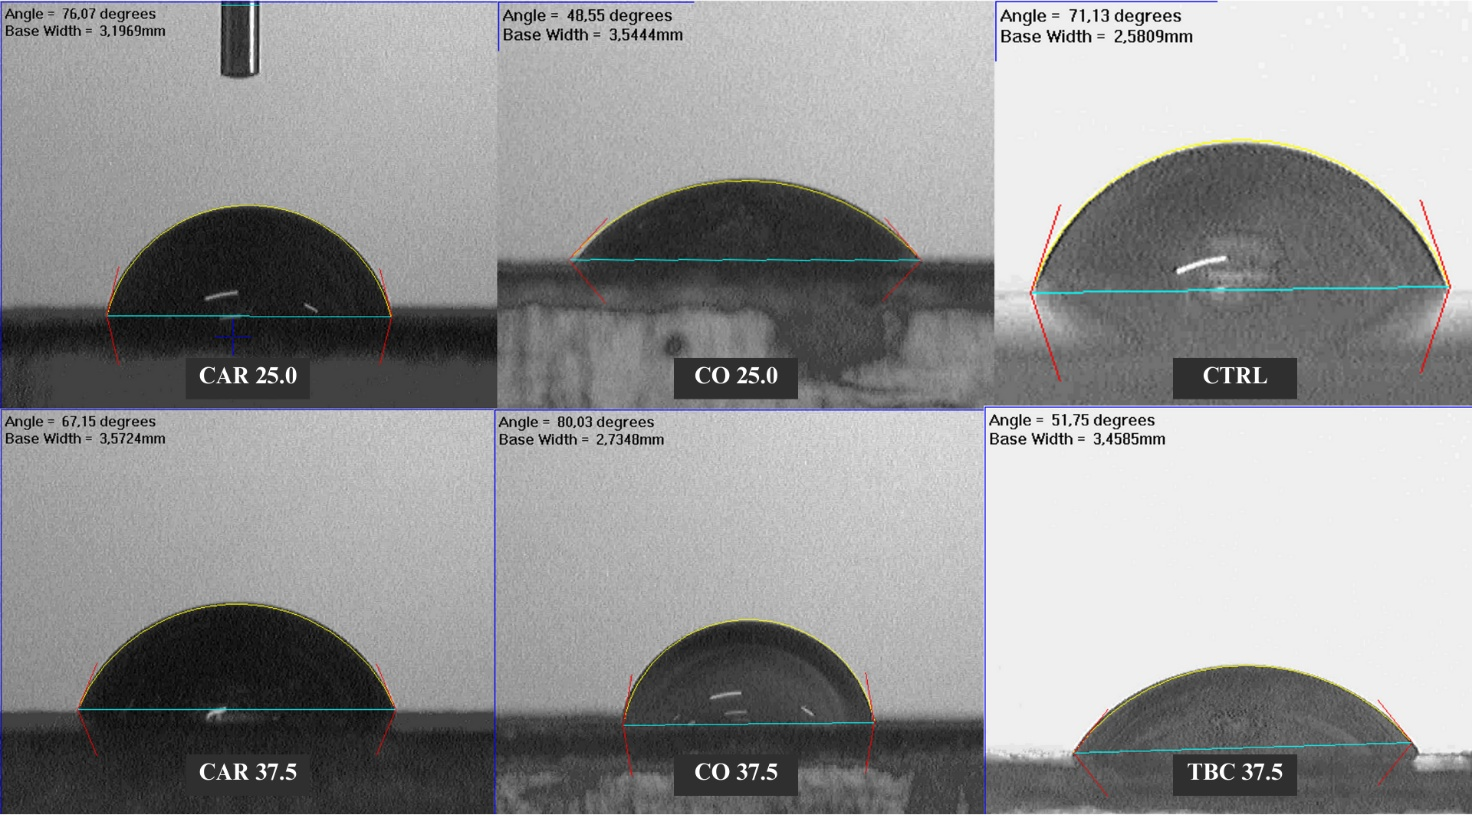 Angle = 76,07 degrees
Base Width = 3,1969mm
CAR 25.0
Angle = 48,55 degrees
Base Width = 3,5444mm
CO 25.0
Angle = 71,13 degrees
Base Width = 2,5809mm
CTRL
Angle = 67,15 degrees
Base Width = 3,5724mm
CAR 37.5
Angle = 80,03 degrees
Base Width = 2,7348mm
CO 37.5
Angle = 51,75 degrees
Base Width = 3,4585mm
TBC 37.5